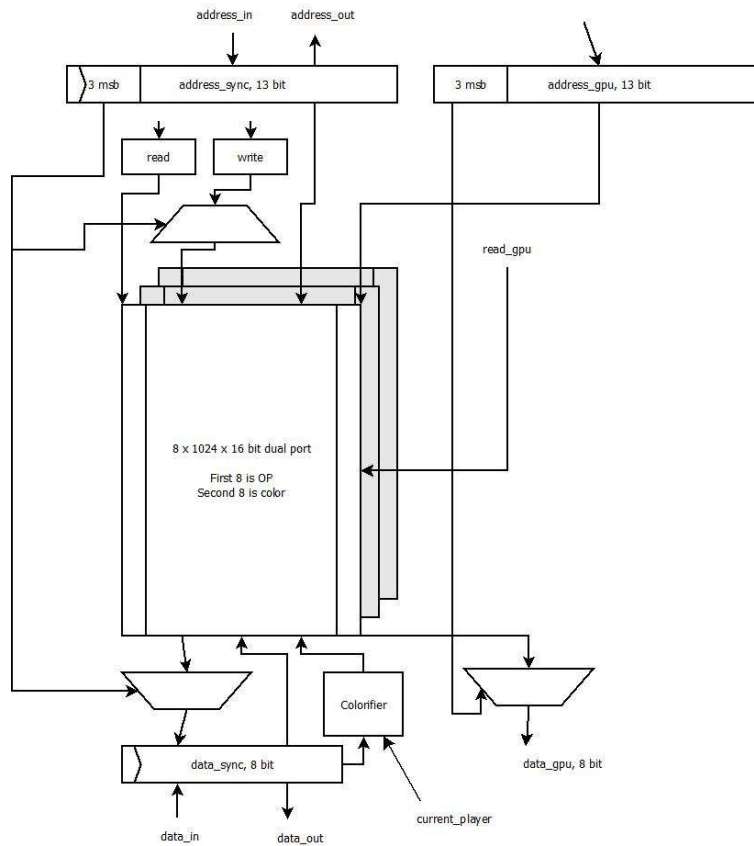 address_in
address_out
3 msb
address_sync, 13 bit
3 msb
address_gpu, 13 bit
read
write
read_gpu
8 x 1024 x 16 bit dual port
First 8 is OP
Second 8 is color
Colorifier
data_sync, 8 bit
data_gpu, 8 bit
current_player
data_in
data_out